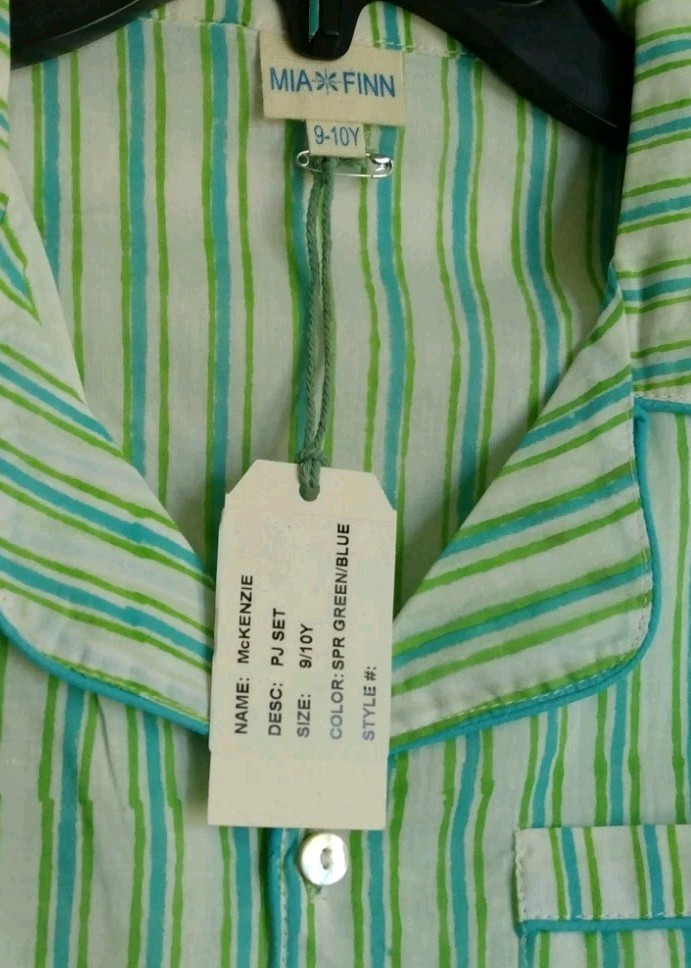 MIA FINN
9-10Y
NAME: McKENZIE
DESC: PJ SET
SIZE: 9/10Y
COLOR: SPR GREEN/BLUE
STYLE #: